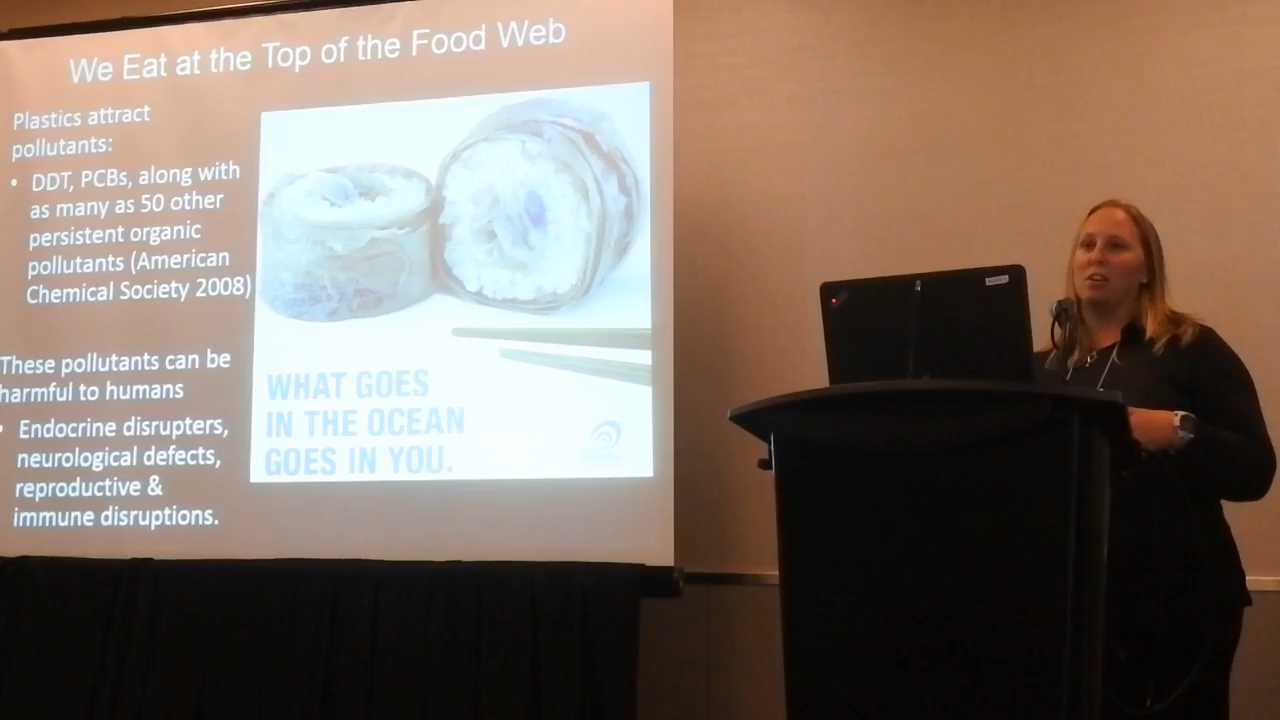 We Eat at the Top of the Food Web
Plastics attract
pollutants:
• DDT, PCBs, along with
as many as 50 other
persistent organic
pollutants (American
Chemical Society 2008)
These pollutants can be
harmful to humans
• Endocrine disrupters,
neurological defects,
reproductive &
immune disruptions.
WHAT GOES
IN THE OCEAN
GOES IN YOU.